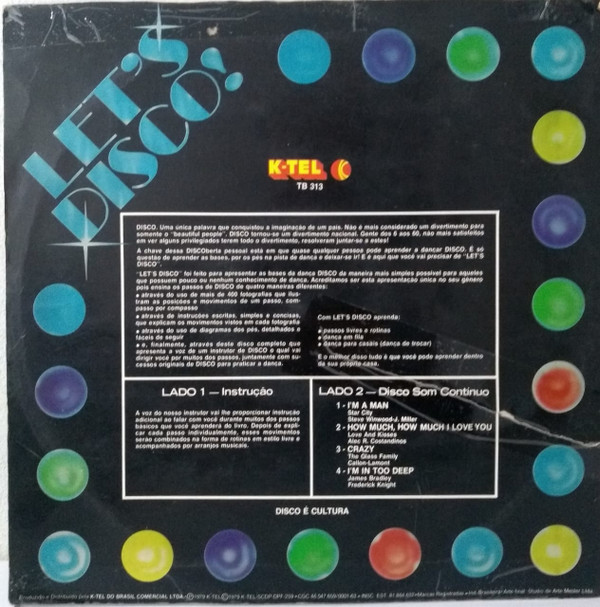 LET'S
DISCO!
K-TEL K
TB 313
DISCO. Uma única palavra que conquistou a imaginação de um país. Não é mais considerado um divertimento para
somente o "beautiful people". DISCO tornou-se um divertimento nacional. Gente dos 6 aos 60, não mais satisfeitos
em ver alguns privilegiados terem todo o divertimento, resolveram juntar-se a estes!
A chave dessa DISCOberta pessoal está em que quase qualquer pessoa pode aprender a dançar DISCO. É só
questão de aprender as bases, por os pés na pista de dança e deixar-se ir! E é aqui que você vai precisar de "LET'S
DISCO".
"LET'S DISCO" foi feito para apresentar as bases da dança DISCO da maneira mais simples possível para aqueles
que possuem pouco ou nenhum conhecimento de dança. Acreditamos ser esta apresentação única no seu gênero
pois ensina os passos de DISCO de quatro maneiras diferentes:
• através do uso de mais de 400 fotografias que ilus-
tram as posições e movimentos de um passo, com-
passo por compasso
• através de instruções escritas, simples e concisas,
que explicam os movimentos vistos em cada fotografia
• através do uso de diagramas dos pés, detalhados e
fáceis de seguir
• e, finalmente, através deste disco completo que
apresenta a voz de um instrutor de DISCO o qual vai
dirigir você por muitos dos passos, juntamente com su-
cessos originais de DISCO para praticar a dança.
Com LET'S DISCO aprenda:
• passos livres e rotinas
• dança em fila
• dança para casais (dança de trocar)
E o melhor disso tudo é que você pode aprender dentro
da sua própria casa.
LADO 1 — Instrução
A voz do nosso instrutor vai lhe proporcionar instrução
adicional ao falar com você durante muitos dos passos
básicos que você aprenderá do livro. Depois de expli-
car cada passo individualmente, esses movimentos
serão combinados na forma de rotinas em estilo livre e
acompanhados por arranjos musicais.
LADO 2 — Disco Som Contínuo
1 - I'M A MAN
Star City
Steve Winwood-J. Miller
2 - HOW MUCH, HOW MUCH I LOVE YOU
Love And Kisses
Alec R. Costandinos
3 - CRAZY
The Glass Family
Callon-Lamont
4 - I'M IN TOO DEEP
James Bradley
Frederick Knight
DISCO É CULTURA
Produzido e Distribuído pela K-TEL DO BRASIL COMERCIAL LTDA. Ⓟ 1979 K-TEL Ⓒ 1979 K-TEL